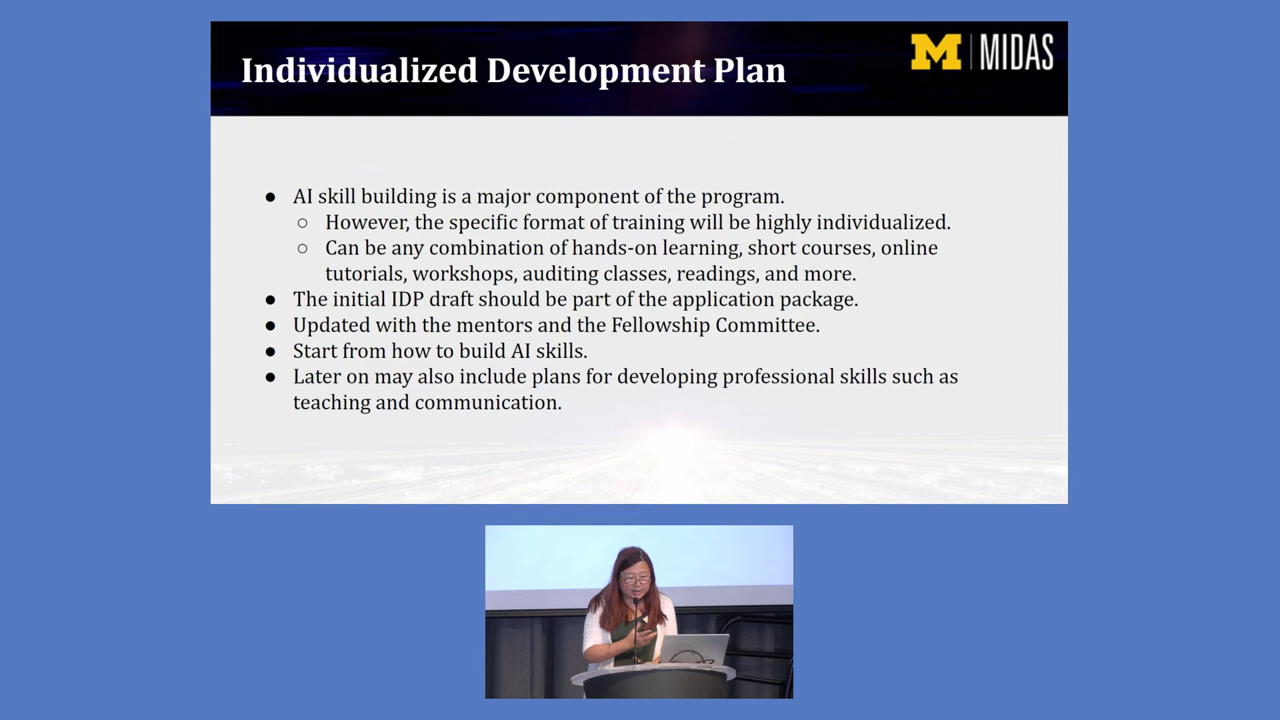 Individualized Development Plan
M | MIDAS
● AI skill building is a major component of the program.
○ However, the specific format of training will be highly individualized.
○ Can be any combination of hands-on learning, short courses, online
tutorials, workshops, auditing classes, readings, and more.
● The initial IDP draft should be part of the application package.
● Updated with the mentors and the Fellowship Committee.
● Start from how to build AI skills.
● Later on may also include plans for developing professional skills such as
teaching and communication.